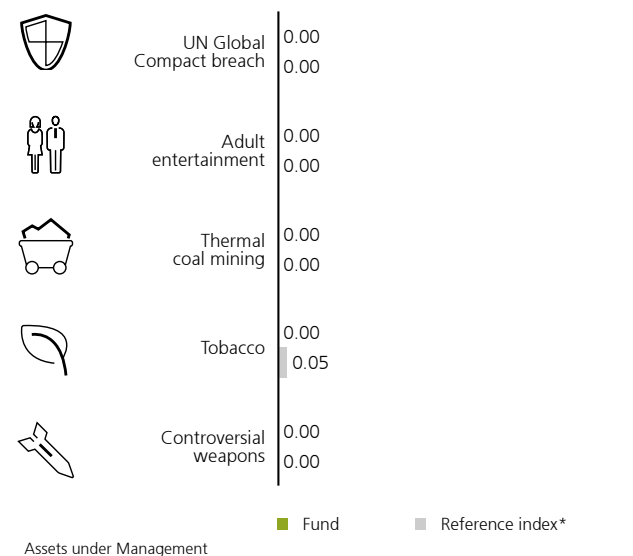 UN Global
Compact breach
0.00
0.00
Adult
entertainment
0.00
0.00
Thermal
coal mining
0.00
0.00
Tobacco
0.00
0.05
Controversial
weapons
0.00
0.00
Fund
Reference index*
Assets under Management